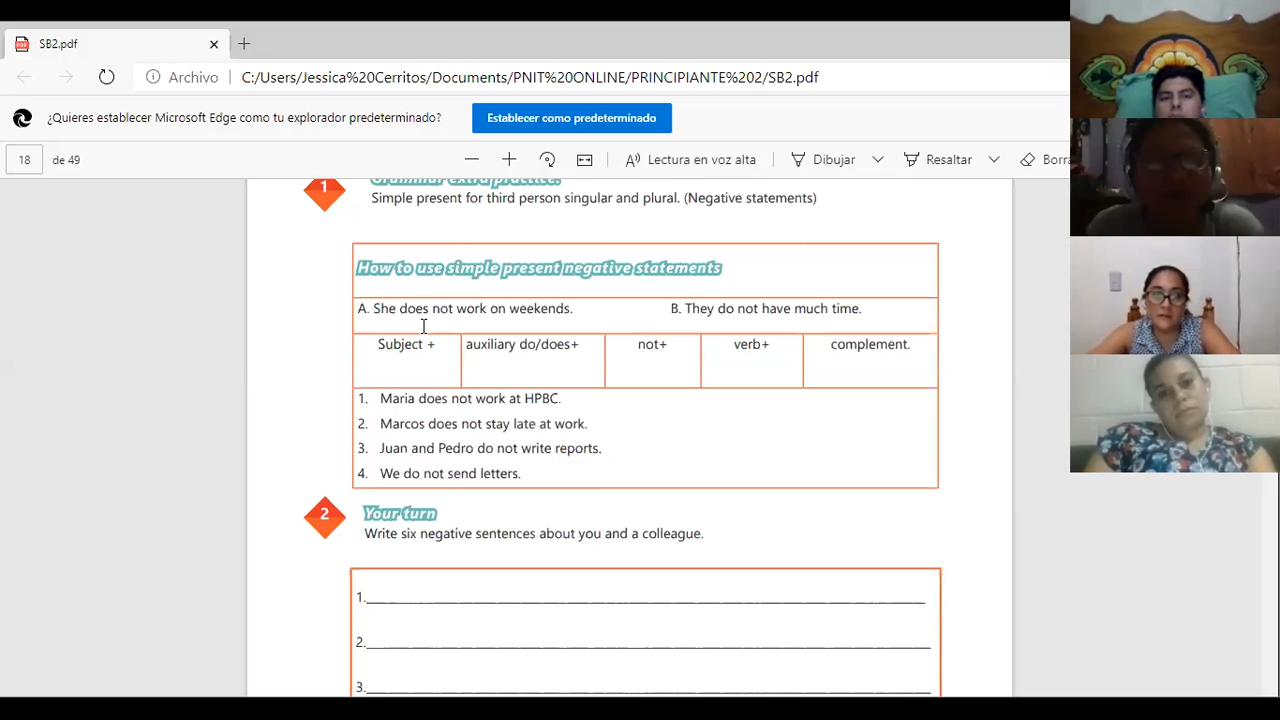 SB2.pdf
Archivo C:/Users/Jessica%20Cerritos/Documents/PNIT%20ONLINE/PRINCIPIANTE%202/SB2.pdf
¿Quieres establecer Microsoft Edge como tu explorador predeterminado? Establecer como predeterminado
18 de 49 Lectura en voz alta Dibujar Resaltar Borra
1 Grammar extra practice.
Simple present for third person singular and plural. (Negative statements)
How to use simple present negative statements
A. She does not work on weekends. B. They do not have much time.
Subject + auxiliary do/does+ not+ verb+ complement.
1. Maria does not work at HPBC.
2. Marcos does not stay late at work.
3. Juan and Pedro do not write reports.
4. We do not send letters.
2 Your turn
Write six negative sentences about you and a colleague.
1.
2.
3.